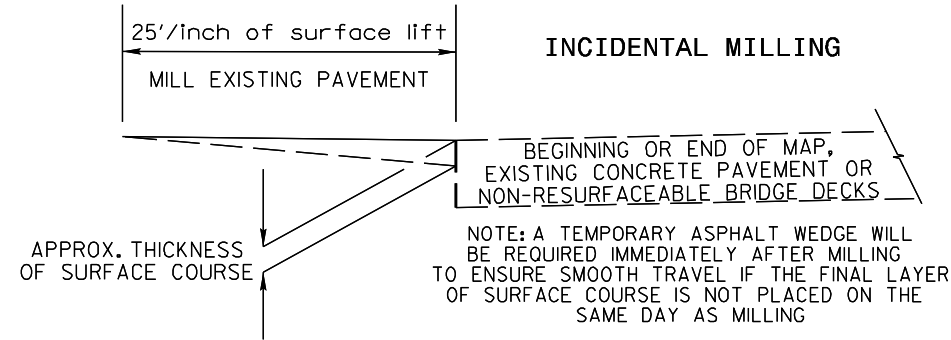 25'/inch of surface lift
MILL EXISTING PAVEMENT
INCIDENTAL MILLING
BEGINNING OR END OF MAP,
EXISTING CONCRETE PAVEMENT OR
NON-RESURFACEABLE BRIDGE DECKS
APPROX. THICKNESS
OF SURFACE COURSE
NOTE: A TEMPORARY ASPHALT WEDGE WILL
BE REQUIRED IMMEDIATELY AFTER MILLING
TO ENSURE SMOOTH TRAVEL IF THE FINAL LAYER
OF SURFACE COURSE IS NOT PLACED ON THE
SAME DAY AS MILLING